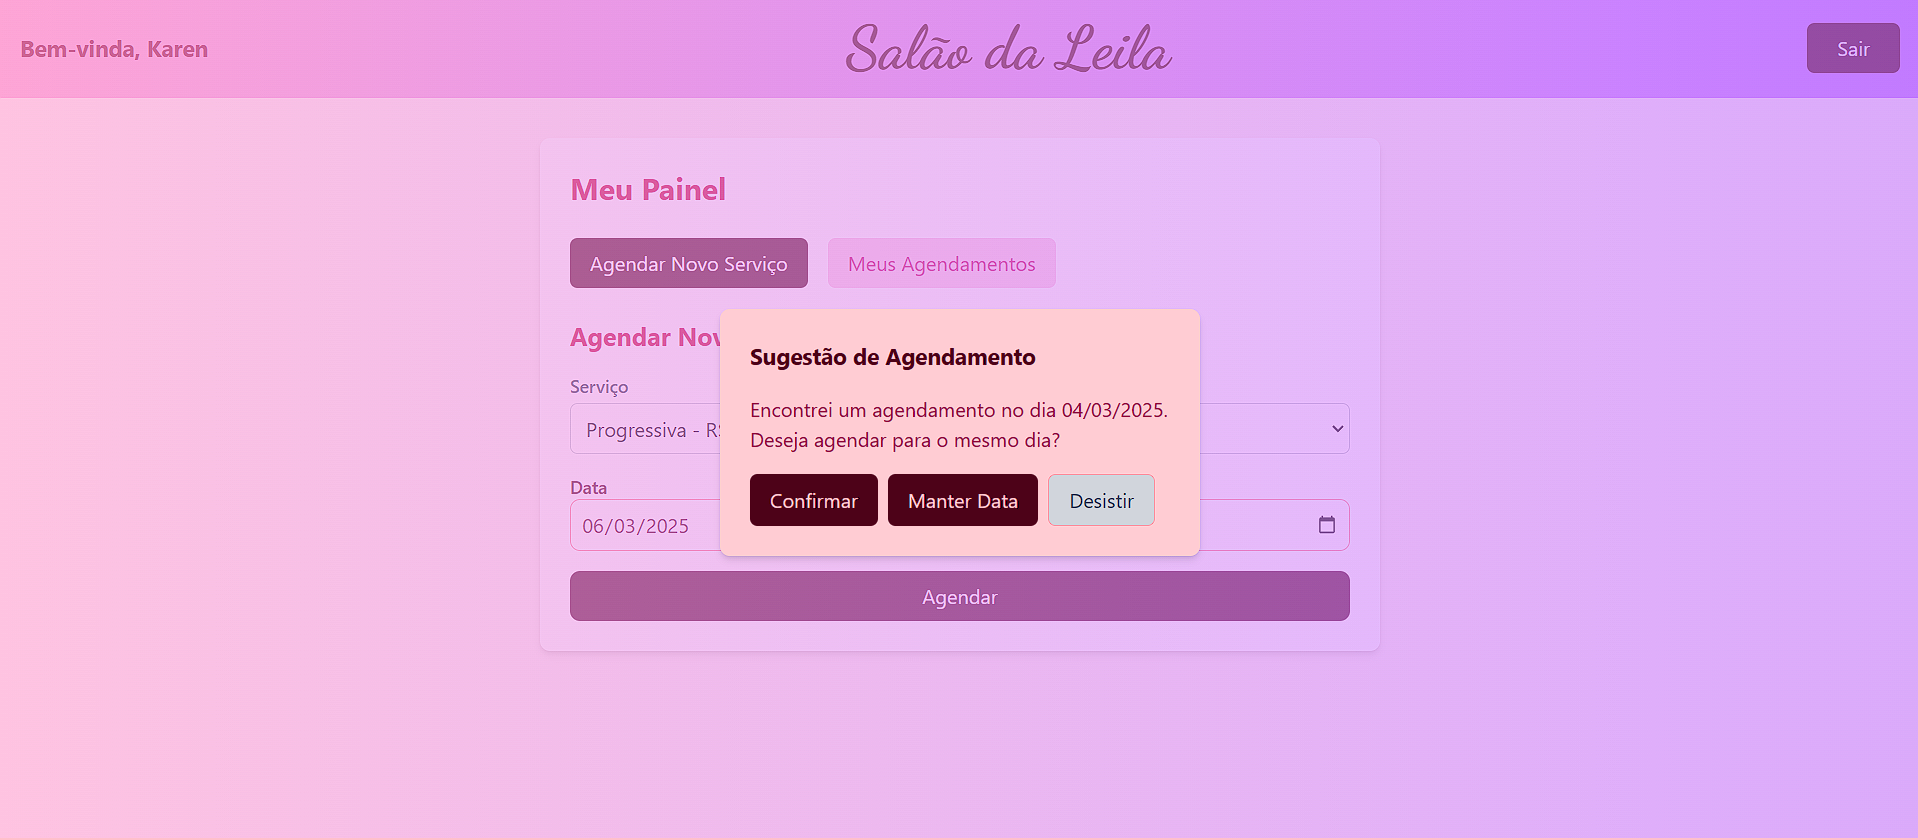 Bem-vinda, Karen
Salão da Leila
Sair
Meu Painel
Agendar Novo Serviço
Meus Agendamentos
Agendar
Sugestão de Agendamento
Encontrei um agendamento no dia 04/03/2025.
Deseja agendar para o mesmo dia?
Confirmar
Manter Data
Desistir
Serviço
Progressiva -
Data
06/03/2025
Agendar